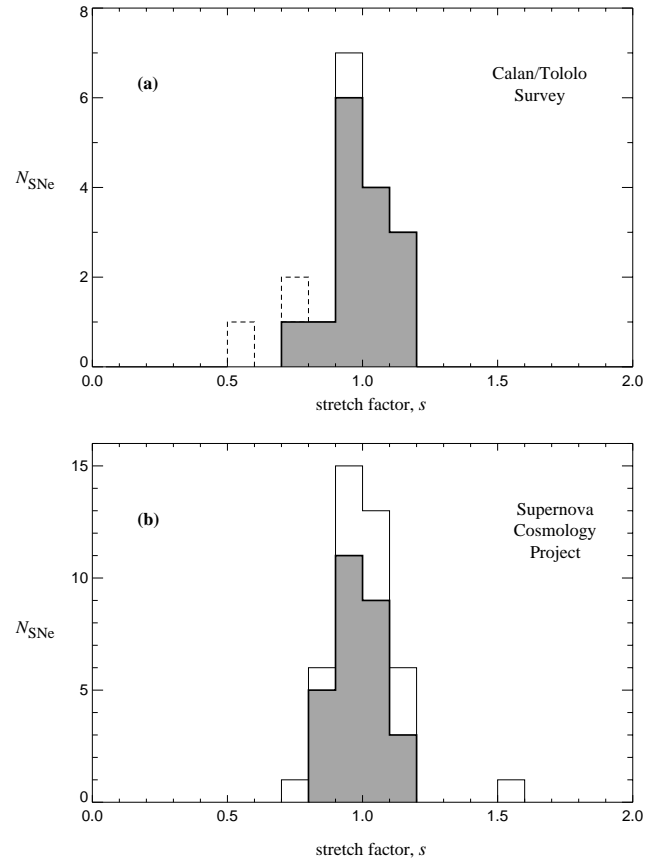 8
6
4
2
0
N_SNe
(a)
Calan/Tololo
Survey
0.0 0.5 1.0 1.5 2.0
stretch factor, s
15
10
5
0
N_SNe
(b)
Supernova
Cosmology
Project
0.0 0.5 1.0 1.5 2.0
stretch factor, s